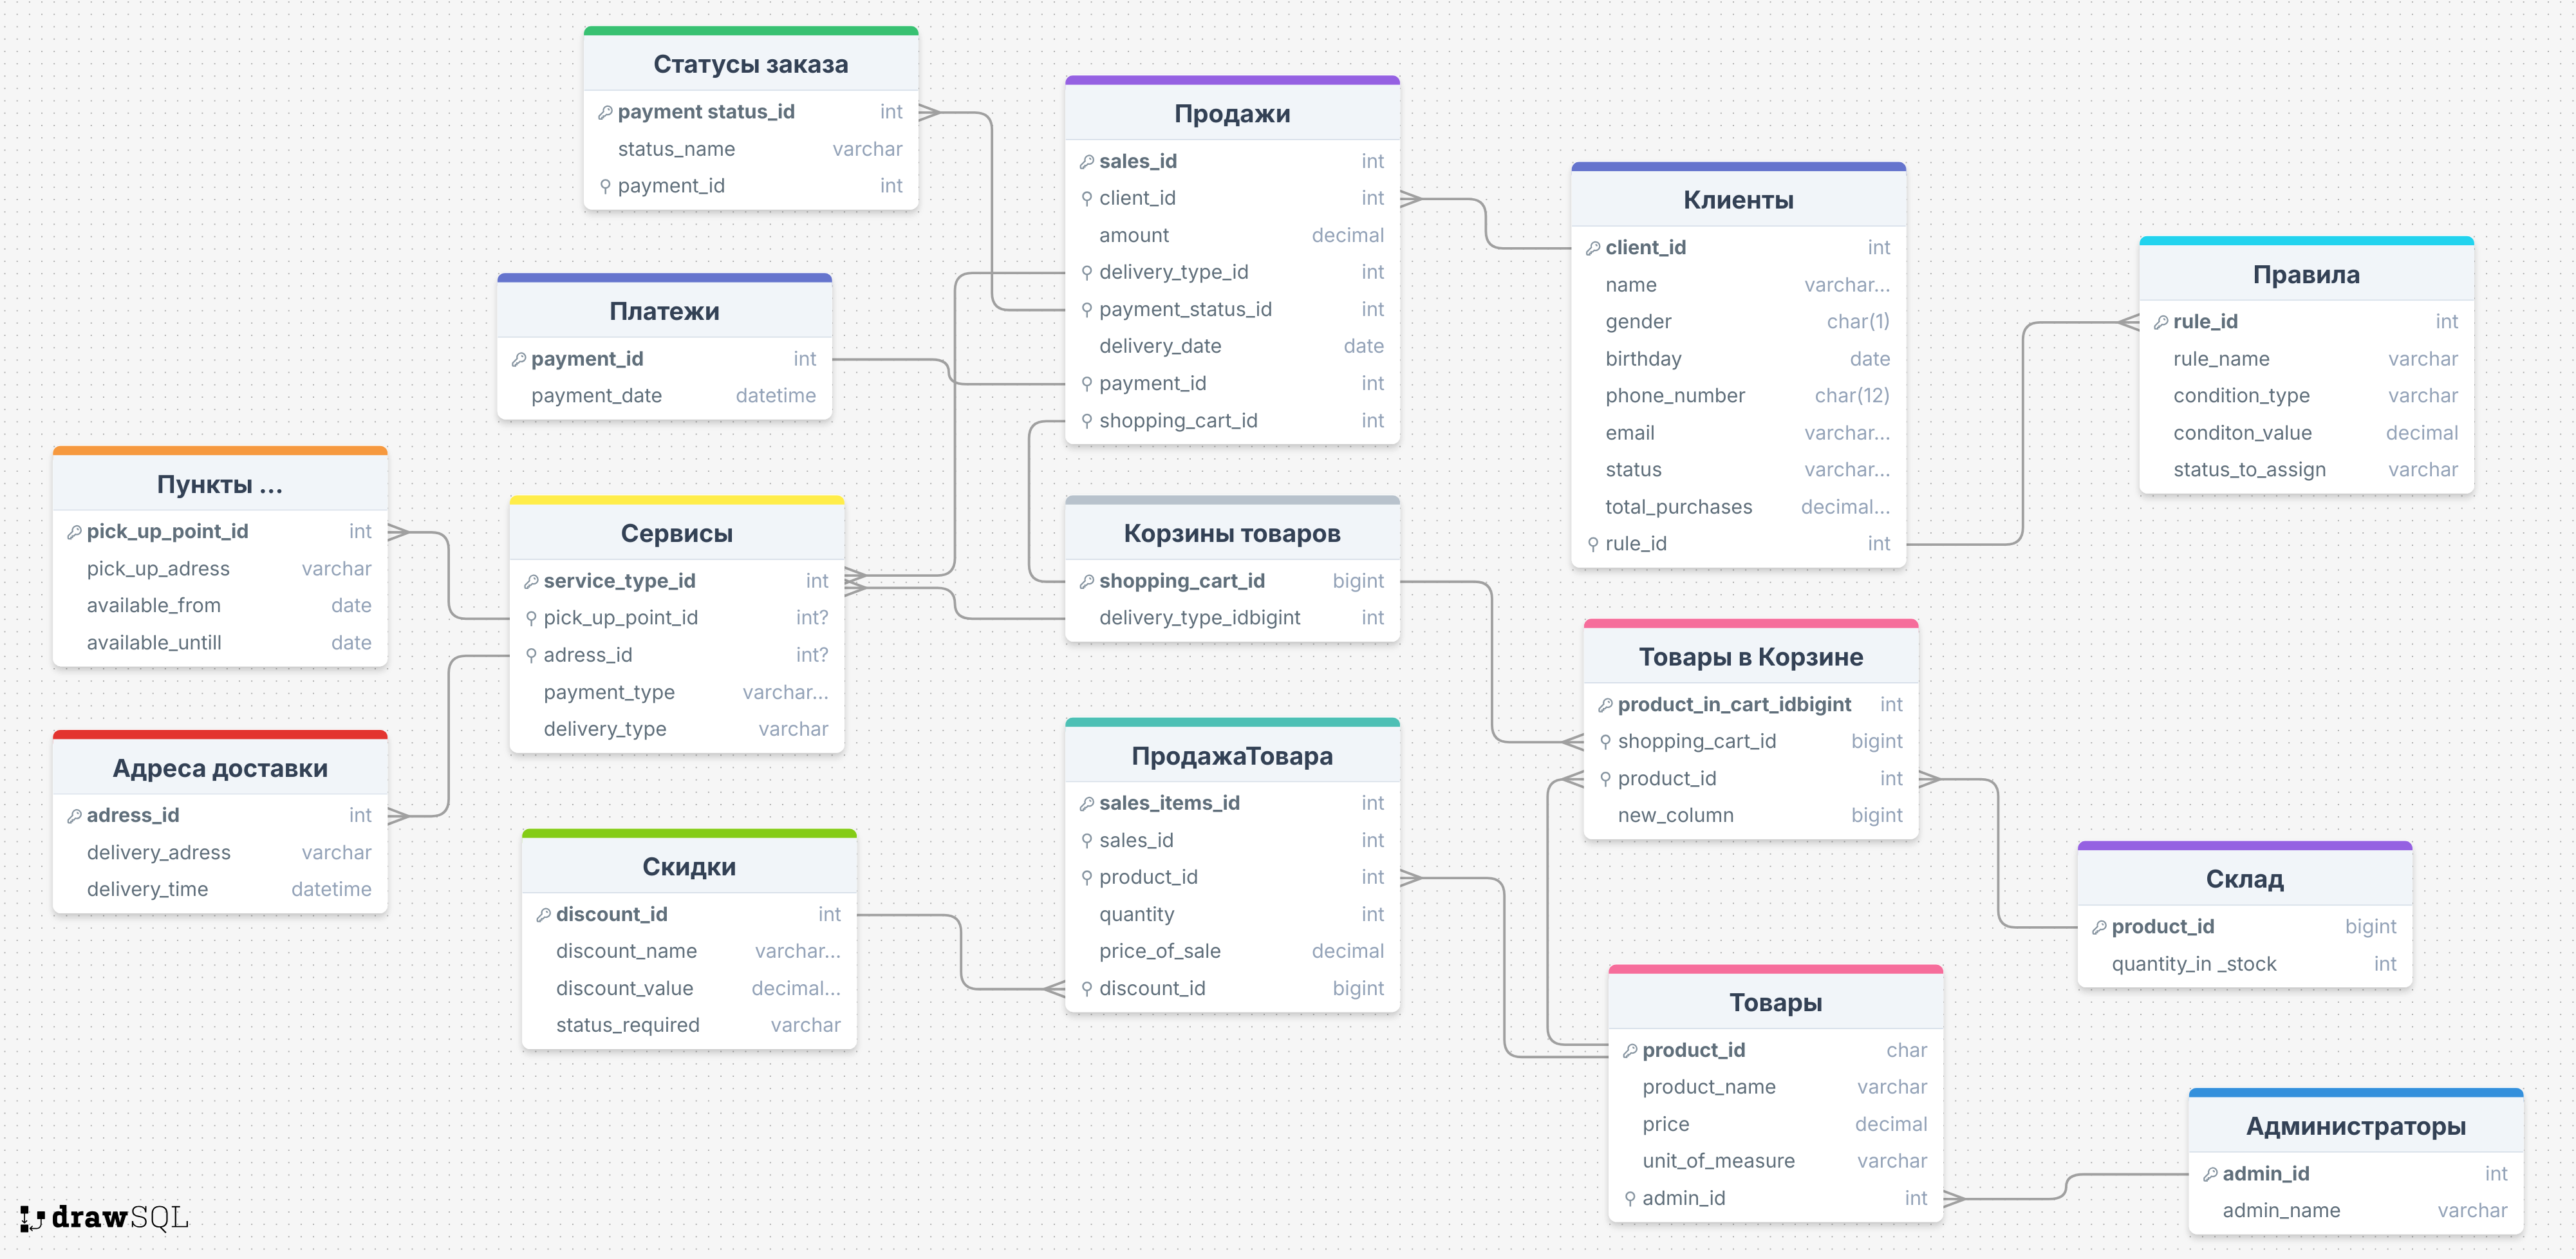 Статусы заказа
payment status_id int
status_name varchar
payment_id int
Продажи
sales_id int
client_id int
amount decimal
delivery_type_id int
payment_status_id int
delivery_date date
payment_id int
shopping_cart_id int
Клиенты
client_id int
name varchar...
gender char(1)
birthday date
phone_number char(12)
email varchar...
status varchar...
total_purchases decimal...
rule_id int
Правила
rule_id int
rule_name varchar
condition_type varchar
conditon_value decimal
status_to_assign varchar
Платежи
payment_id int
payment_date datetime
Пункты ...
pick_up_point_id int
pick_up_adress varchar
available_from date
available_untill date
Сервисы
service_type_id int
pick_up_point_id int?
adress_id int?
payment_type varchar...
delivery_type varchar
Корзины товаров
shopping_cart_id bigint
delivery_type_idbigint int
Товары в Корзине
product_in_cart_idbigint int
shopping_cart_id bigint
product_id int
new_column bigint
Адреса доставки
adress_id int
delivery_adress varchar
delivery_time datetime
Скидки
discount_id int
discount_name varchar...
discount_value decimal...
status_required varchar
ПродажаТовара
sales_items_id int
sales_id int
product_id int
quantity int
price_of_sale decimal
discount_id bigint
Склад
product_id bigint
quantity_in _stock int
Товары
product_id char
product_name varchar
price decimal
unit_of_measure varchar
admin_id int
Администраторы
admin_id int
admin_name varchar
drawSQL